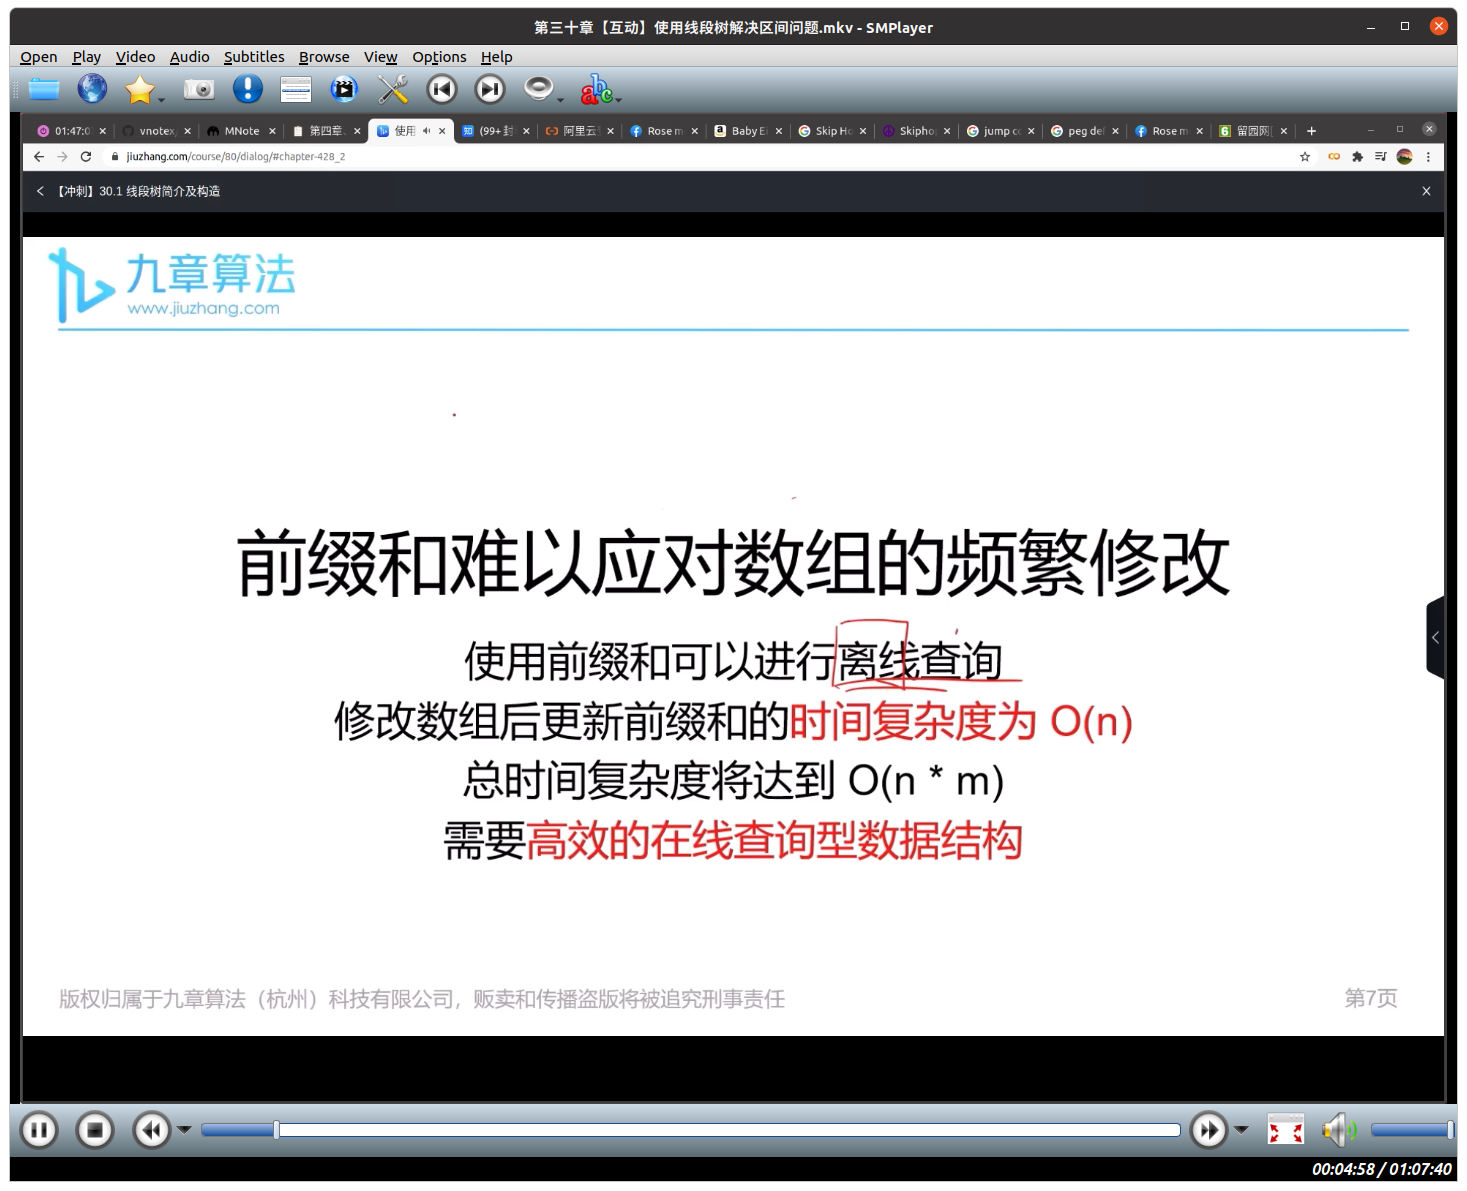 第三十章【互动】使用线段树解决区间问题.mkv - SMPlayer
Open Play Video Audio Subtitles Browse View Options Help
abc
01:47:0 vnotex MNote 第四章 使用 知 (99+ 封 阿里云 Rose m a Baby E Skip Ho Skipho jump c peg de Rose m 6 留园网
jiuzhang.com/course/80/dialog/#chapter-428_2
【冲刺】30.1 线段树简介及构造
九章算法
www.jiuzhang.com
前缀和难以应对数组的频繁修改
使用前缀和可以进行离线查询
修改数组后更新前缀和的时间复杂度为 O(n)
总时间复杂度将达到 O(n * m)
需要高效的在线查询型数据结构
版权归属于九章算法（杭州）科技有限公司，贩卖和传播盗版将被追究刑事责任
第7页
00:04:58 / 01:07:40